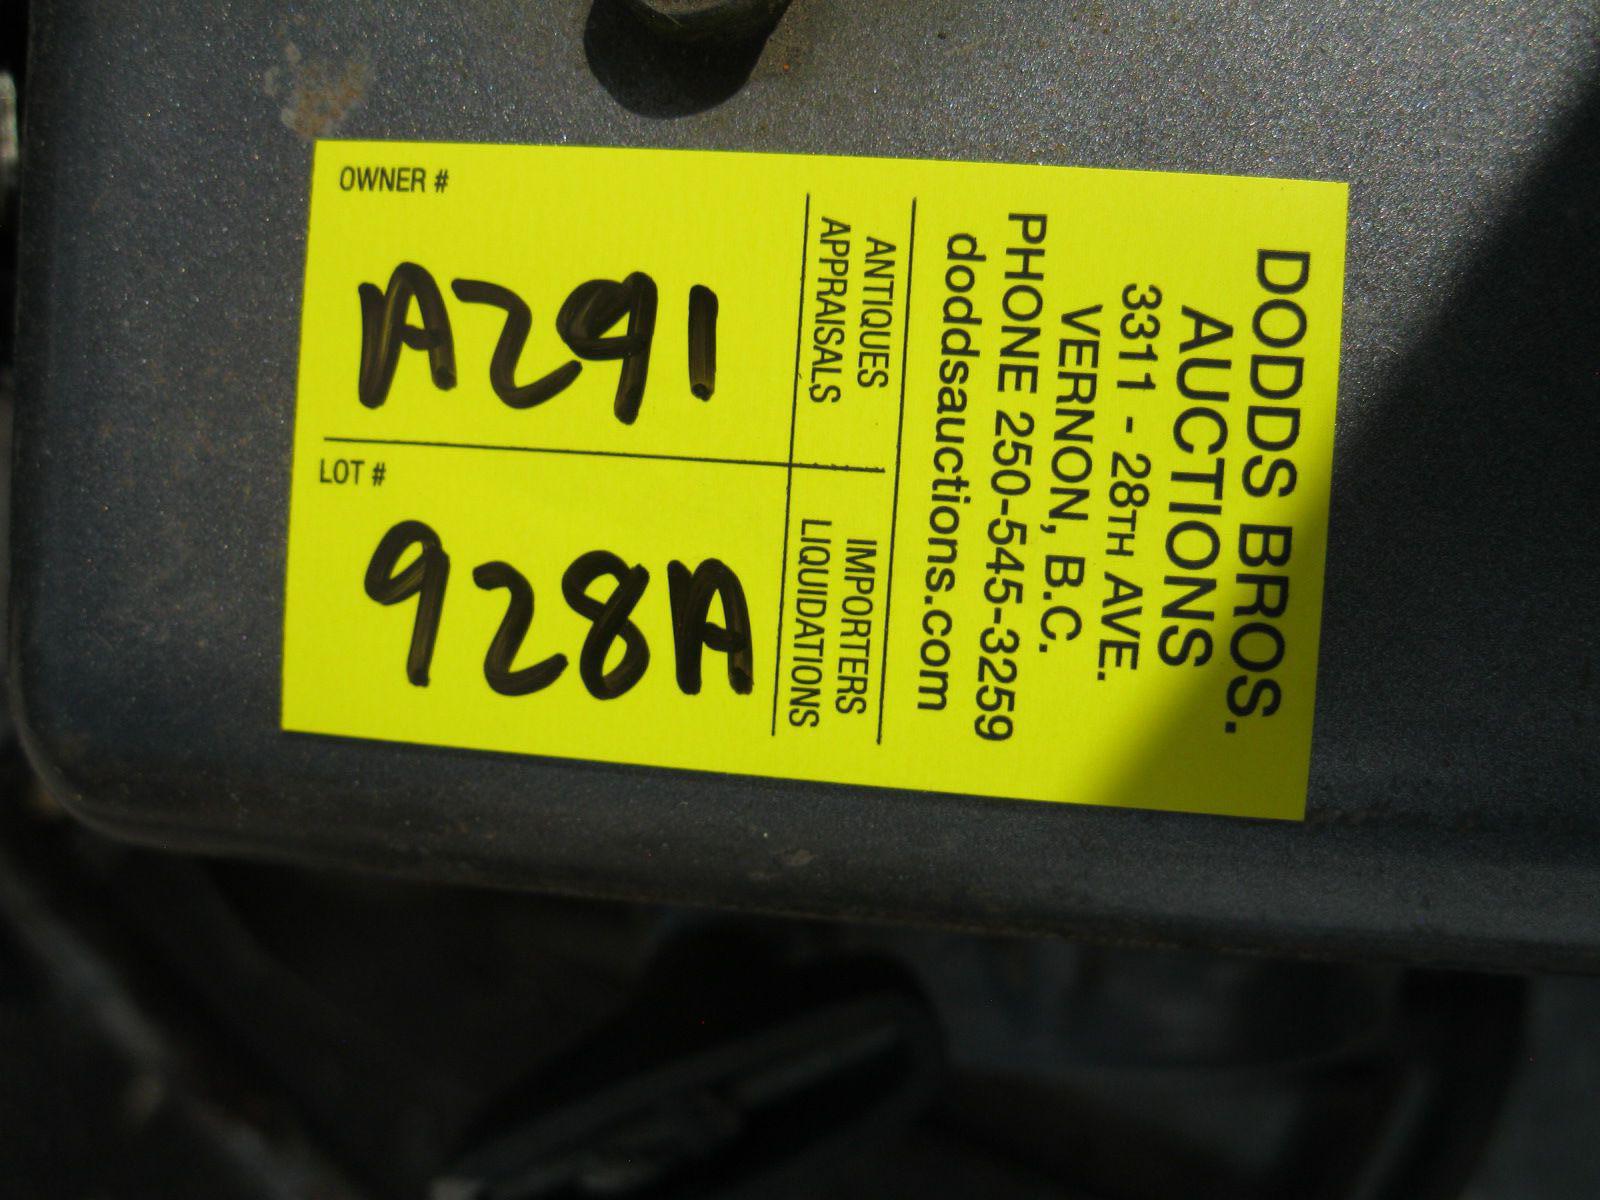 DODDS BROS.
AUCTIONS
3311 - 28TH AVE.
VERNON, B.C.
PHONE 250-545-3259
doddsauctions.com
ANTIQUES
APPRAISALS
IMPORTERS
LIQUIDATIONS
OWNER #
A291
LOT #
928A